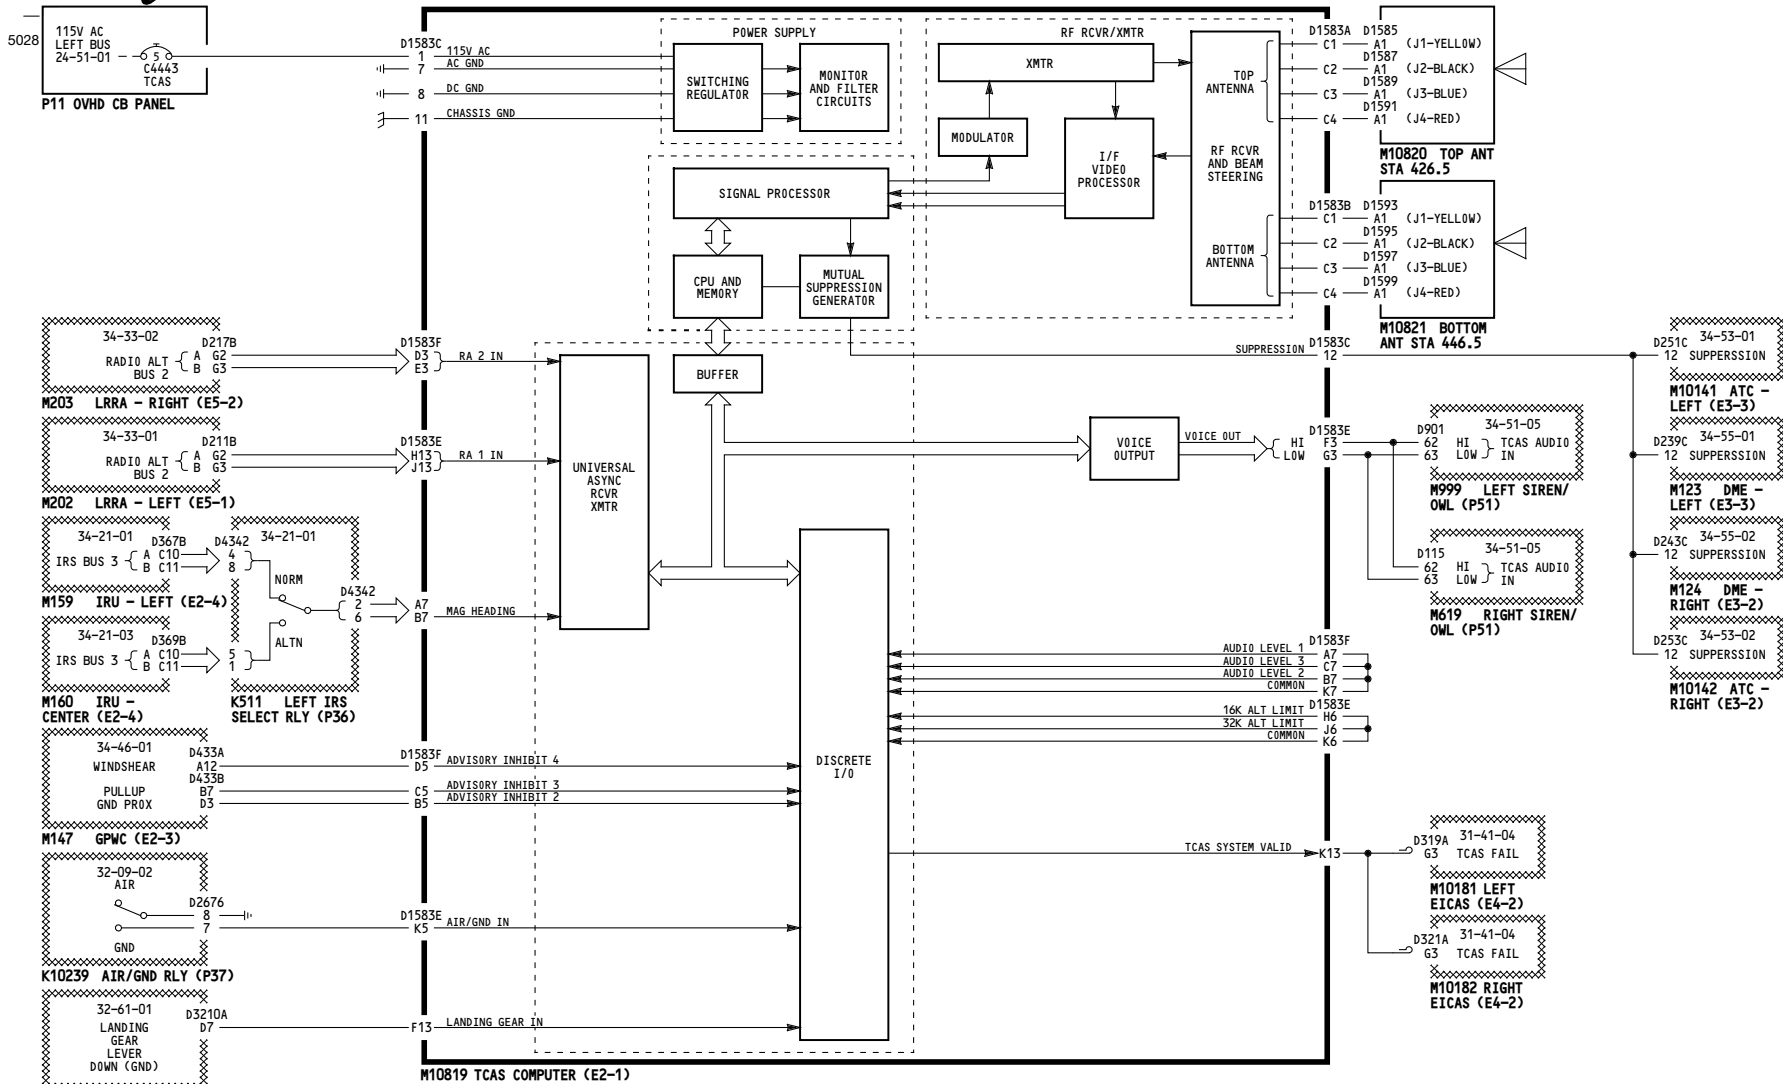 5028
115V AC
LEFT BUS
24-51-01
5
C4443
TCAS
P11 OVHD CB PANEL
D1583C
1 115V AC
7 AC GND
8 DC GND
11 CHASSIS GND
POWER SUPPLY
SWITCHING
REGULATOR
MONITOR
AND FILTER
CIRCUITS
RF RCVR/XMTR
XMTR
MODULATOR
I/F
VIDEO
PROCESSOR
TOP
ANTENNA
RF RCVR
AND BEAM
STEERING
BOTTOM
ANTENNA
D1583A D1585
C1 A1 (J1-YELLOW)
D1587
C2 A1 (J2-BLACK)
D1589
C3 A1 (J3-BLUE)
D1591
C4 A1 (J4-RED)
M10820 TOP ANT
STA 426.5
D1583B D1593
C1 A1 (J1-YELLOW)
D1595
C2 A1 (J2-BLACK)
D1597
C3 A1 (J3-BLUE)
D1599
C4 A1 (J4-RED)
M10821 BOTTOM
ANT STA 446.5
SIGNAL PROCESSOR
CPU AND
MEMORY
MUTUAL
SUPPRESSION
GENERATOR
BUFFER
34-33-02
D217B
RADIO ALT
BUS 2
A G2
B G3
M203 LRRA - RIGHT (E5-2)
D1583F
D3
E3
RA 2 IN
34-33-01
D211B
RADIO ALT
BUS 2
A G2
B G3
M202 LRRA - LEFT (E5-1)
D1583E
H13
J13
RA 1 IN
UNIVERSAL
ASYNC
RCVR
XMTR
34-21-01
D367B
IRS BUS 3
A C10
B C11
M159 IRU - LEFT (E2-4)
34-21-03
D369B
IRS BUS 3
A C10
B C11
M160 IRU -
CENTER (E2-4)
34-21-01
D4342
4
8
NORM
ALTN
5
1
D4342
2
6
K511 LEFT IRS
SELECT RLY (P36)
A7
B7
MAG HEADING
34-46-01
D433A
WINDSHEAR A12
D433B
PULLUP B7
GND PROX D3
M147 GPWC (E2-3)
D1583F
D5 ADVISORY INHIBIT 4
C5 ADVISORY INHIBIT 3
B5 ADVISORY INHIBIT 2
32-09-02
AIR
D2676
8
7
GND
K10239 AIR/GND RLY (P37)
D1583E
K5 AIR/GND IN
32-61-01
D3210A
LANDING D7
GEAR
LEVER
DOWN (GND)
F13 LANDING GEAR IN
M10819 TCAS COMPUTER (E2-1)
DISCRETE
I/O
VOICE
OUTPUT
VOICE OUT
HI
LOW
D1583E
F3
G3
SUPPRESSION
D1583C
12
D901
34-51-05
62 HI TCAS AUDIO
63 LOW IN
M999 LEFT SIREN/
OWL (P51)
D115
34-51-05
62 HI TCAS AUDIO
63 LOW IN
M619 RIGHT SIREN/
OWL (P51)
D251C 34-53-01
12 SUPPERSSION
M10141 ATC -
LEFT (E3-3)
D239C 34-55-01
12 SUPPERSSION
M123 DME -
LEFT (E3-3)
D243C 34-55-02
12 SUPPERSSION
M124 DME -
RIGHT (E3-2)
D253C 34-53-02
12 SUPPERSSION
M10142 ATC -
RIGHT (E3-2)
D1583F
AUDIO LEVEL 1 A7
AUDIO LEVEL 3 C7
AUDIO LEVEL 2 B7
COMMON K7
D1583E
16K ALT LIMIT H6
32K ALT LIMIT J6
COMMON K6
TCAS SYSTEM VALID K13
D319A 31-41-04
G3 TCAS FAIL
M10181 LEFT
EICAS (E4-2)
D321A 31-41-04
G3 TCAS FAIL
M10182 RIGHT
EICAS (E4-2)